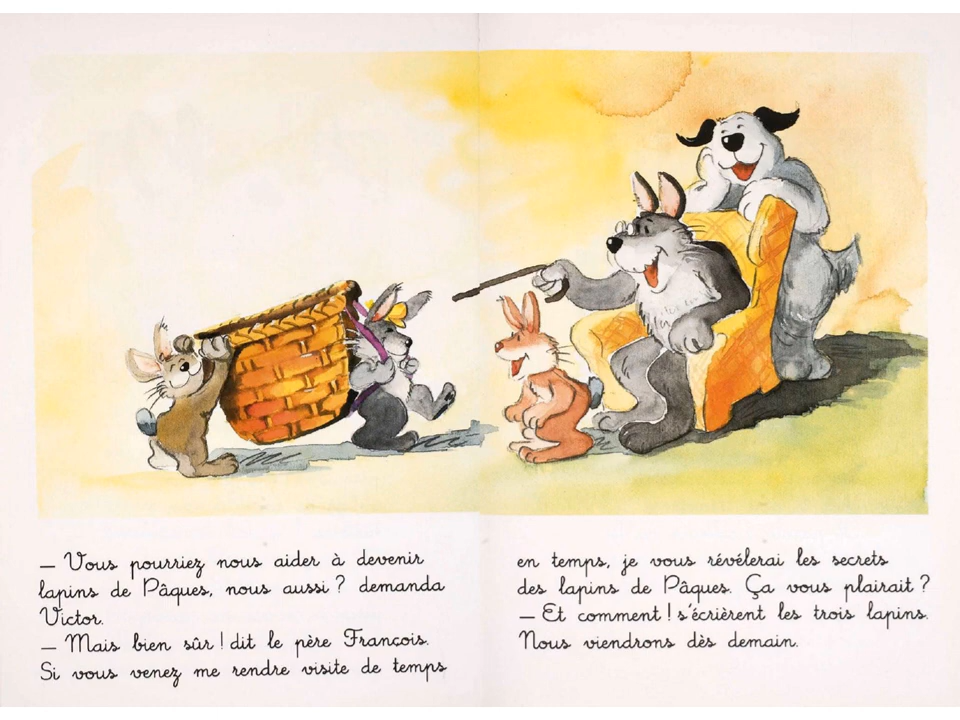 — Vous pourriez nous aider à devenir
lapins de Pâques, nous aussi ? demanda
Victor.
— Mais bien sûr ! dit le père Francois.
Si vous venez me rendre visite de temps
en temps, je vous révélerai les secrets
des lapins de Pâques. Ça vous plairait ?
— Et comment ! s'écrièrent les trois lapins.
Nous viendrons dès demain.